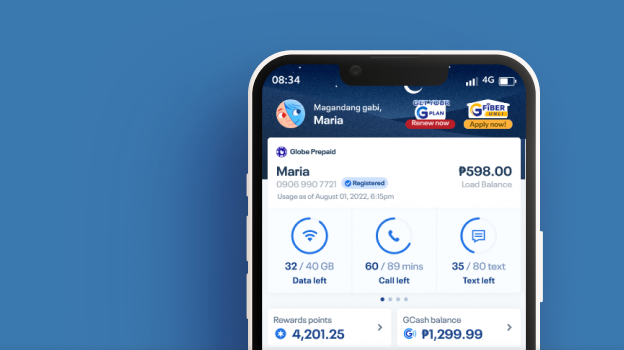 08:34
4G
Magandang gabi,
Maria
GET YOUR
G PLAN
Renew now
GFiBER
UNLI
Apply now!
Globe Prepaid
Maria
₱598.00
0906 990 7721
Registered
Load Balance
Usage as of August 01, 2022, 6:15pm
32 / 40 GB
60 / 89 mins
35 / 80 text
Data left
Call left
Text left
Rewards points
4,201.25
GCash balance
₱1,299.99